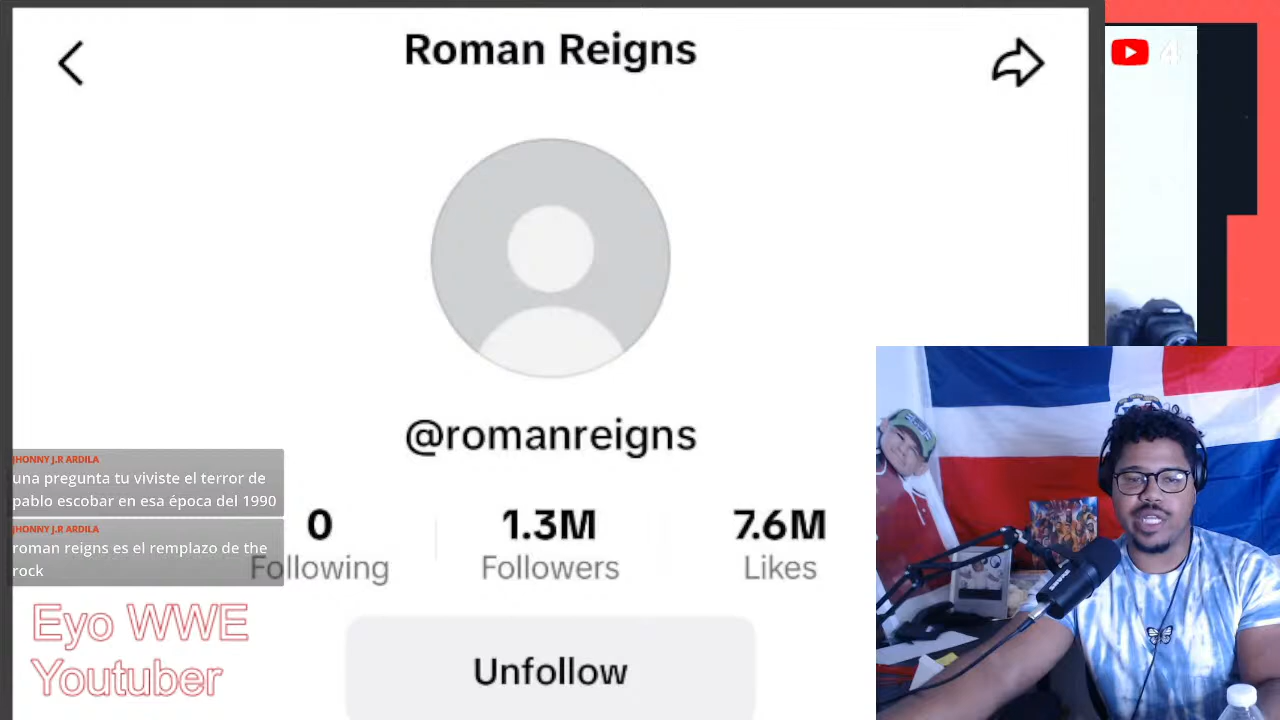 Roman Reigns
4
@romanreigns
JHONNY J.R ARDILA
una pregunta tu viviste el terror de
pablo escobar en esa época del 1990
JHONNY J.R ARDILA
roman reigns es el remplazo de the
rock
0
Following
1.3M
Followers
7.6M
Likes
Eyo WWE
Youtuber
Unfollow